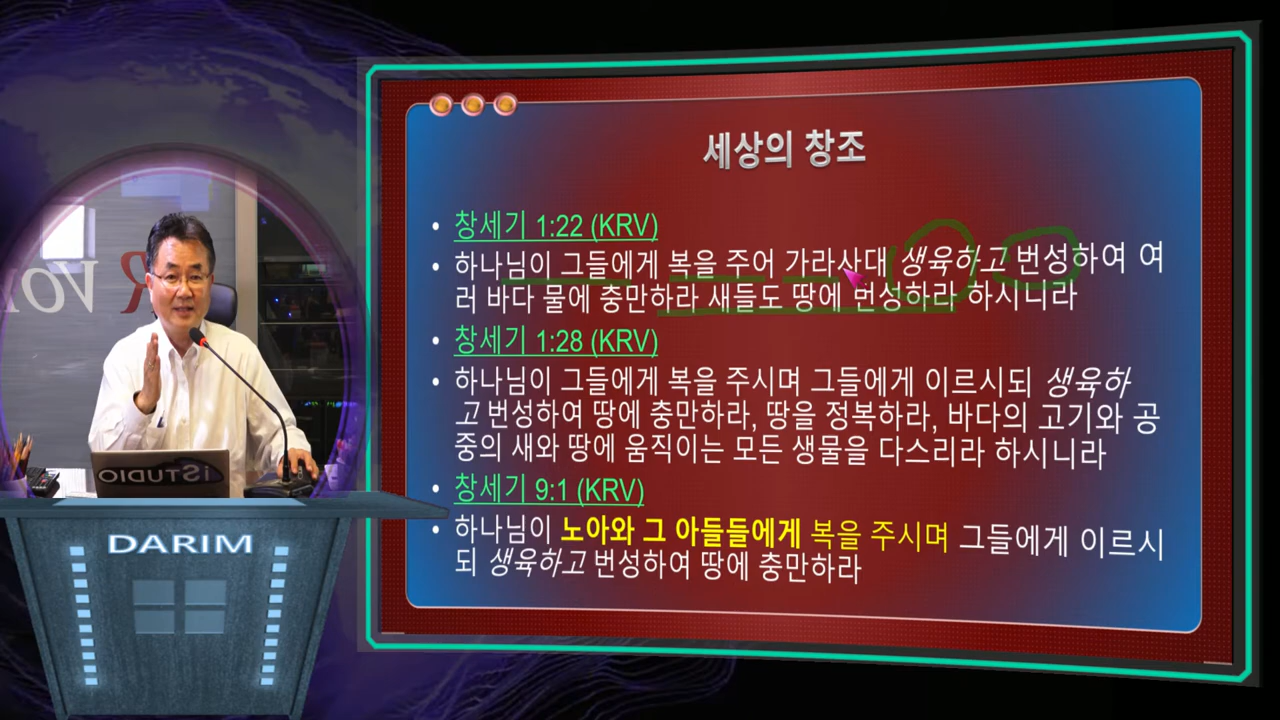 세상의 창조
• 창세기 1:22 (KRV)
• 하나님이 그들에게 복을 주어 가라사대 생육하고 번성하여 여
러 바다 물에 충만하라 새들도 땅에 번성하라 하시니라
• 창세기 1:28 (KRV)
• 하나님이 그들에게 복을 주시며 그들에게 이르시되 생육하
고 번성하여 땅에 충만하라, 땅을 정복하라, 바다의 고기와 공
중의 새와 땅에 움직이는 모든 생물을 다스리라 하시니라
• 창세기 9:1 (KRV)
• 하나님이 노아와 그 아들들에게 복을 주시며 그들에게 이르시
되 생육하고 번성하여 땅에 충만하라
iSTUDIO
DARIM